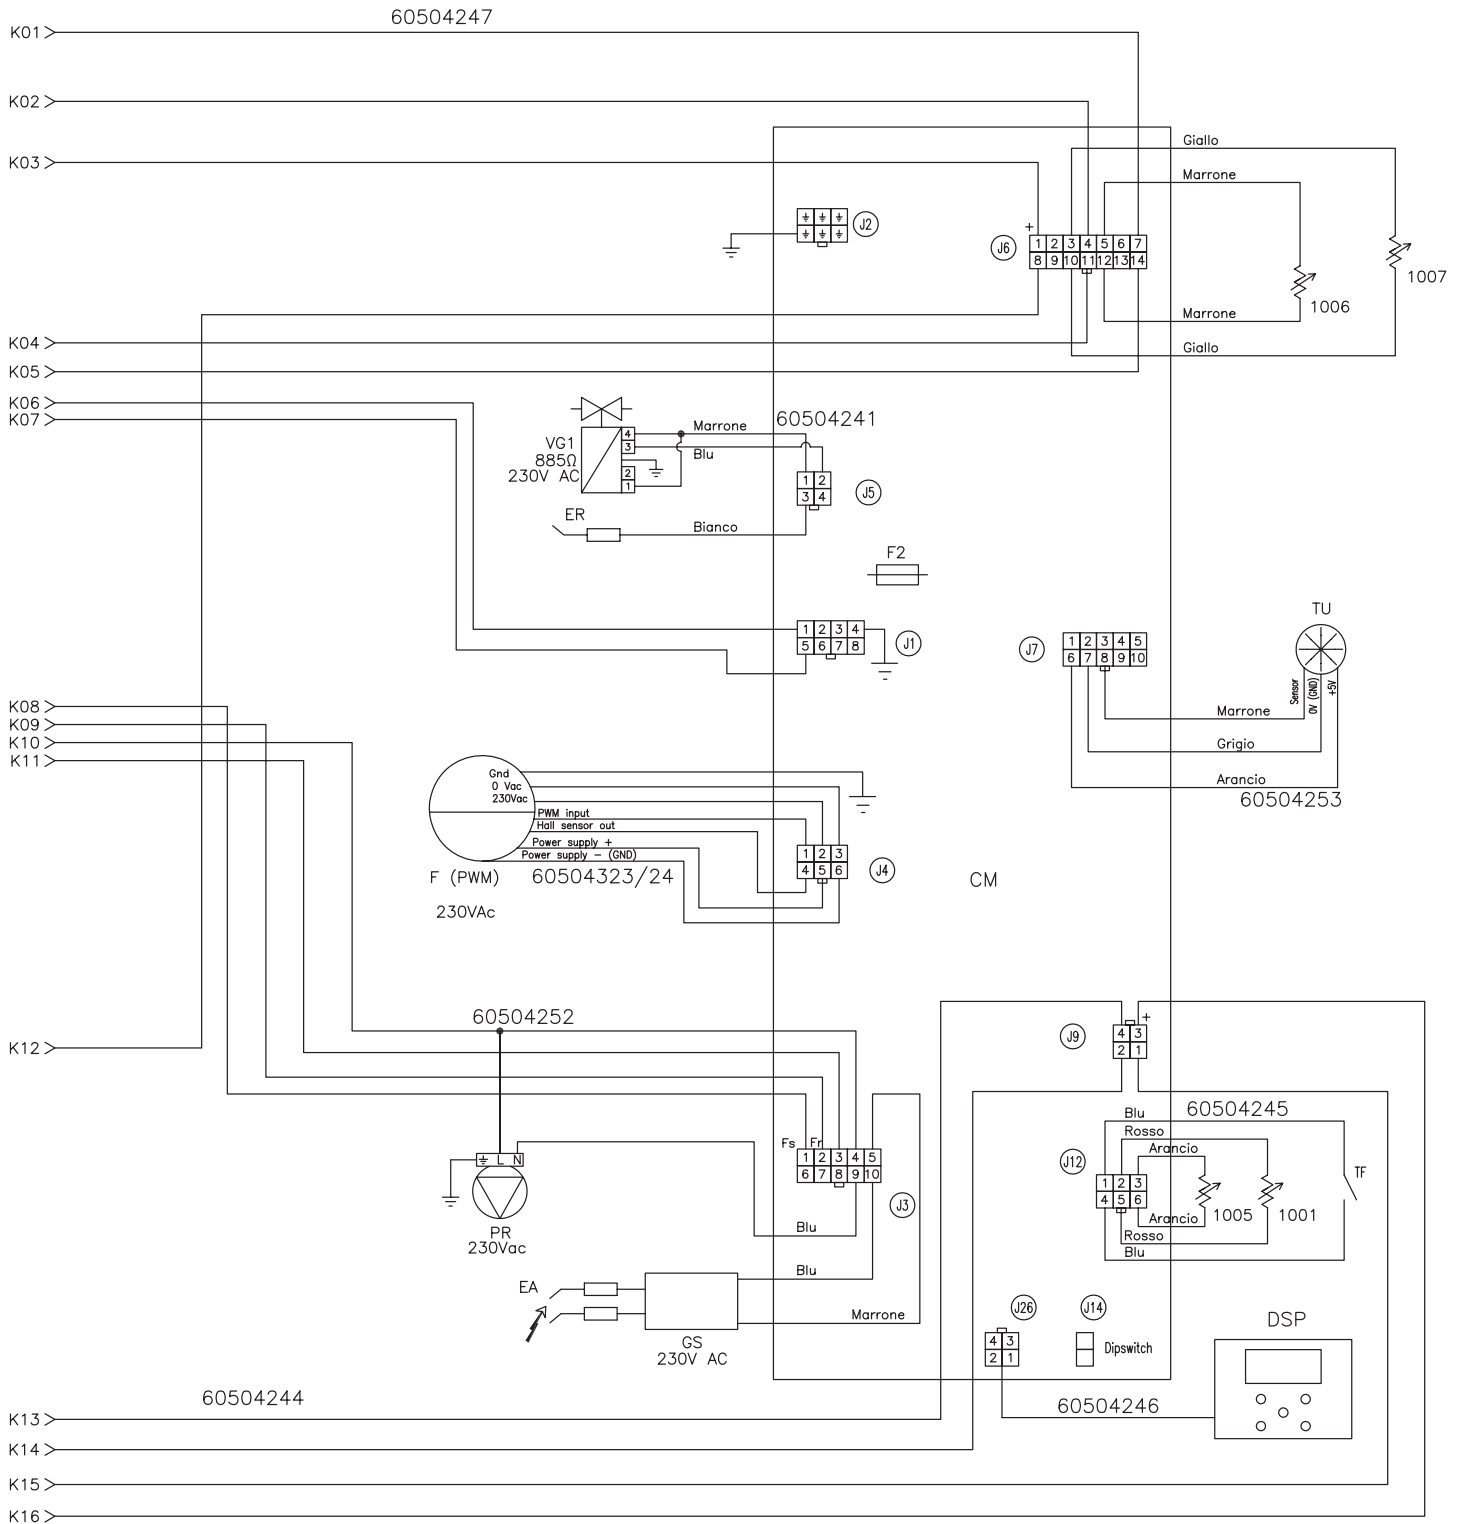 60504247
K01
K02
K03
Giallo
Marrone
J2
+
J6
1 2 3 4 5 6 7
8 9 10 11 12 13 14
1007
1006
Marrone
Giallo
K04
K05
K06
K07
60504241
Marrone
4
3
2
1
VG1
885Ω
230V AC
Blu
1 2
3 4
J5
ER
Bianco
F2
TU
1 2 3 4
5 6 7 8
J1
J7
1 2 3 4 5
6 7 8 9 10
Sensor
0V (GND)
+5V
Marrone
Grigio
Arancio
60504253
K08
K09
K10
K11
Gnd
0 Vac
230Vac
PWM input
Hall sensor out
Power supply +
Power supply - (GND)
1 2 3
4 5 6
J4
F (PWM)
60504323/24
230VAc
CM
60504252
K12
+
J9
4 3
2 1
Blu
60504245
Rosso
Arancio
Fs
Fr
1 2 3 4 5
6 7 8 9 10
J3
L N
J12
1 2 3
4 5 6
TF
1005
1001
Arancio
Rosso
Blu
PR
230Vac
Blu
Blu
EA
Marrone
GS
230V AC
J26
4 3
2 1
J14
Dipswitch
DSP
60504244
60504246
K13
K14
K15
K16